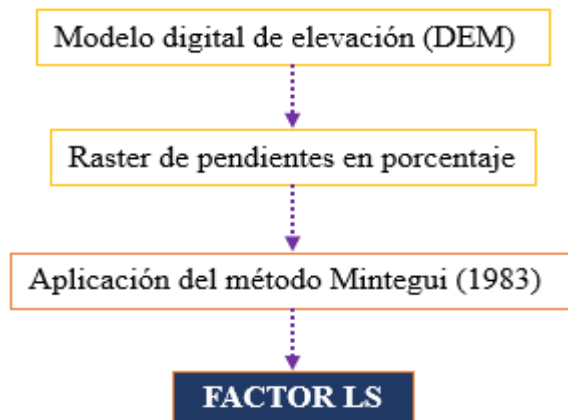 Modelo digital de elevación (DEM)
Raster de pendientes en porcentaje
Aplicación del método Mintegui (1983)
FACTOR LS